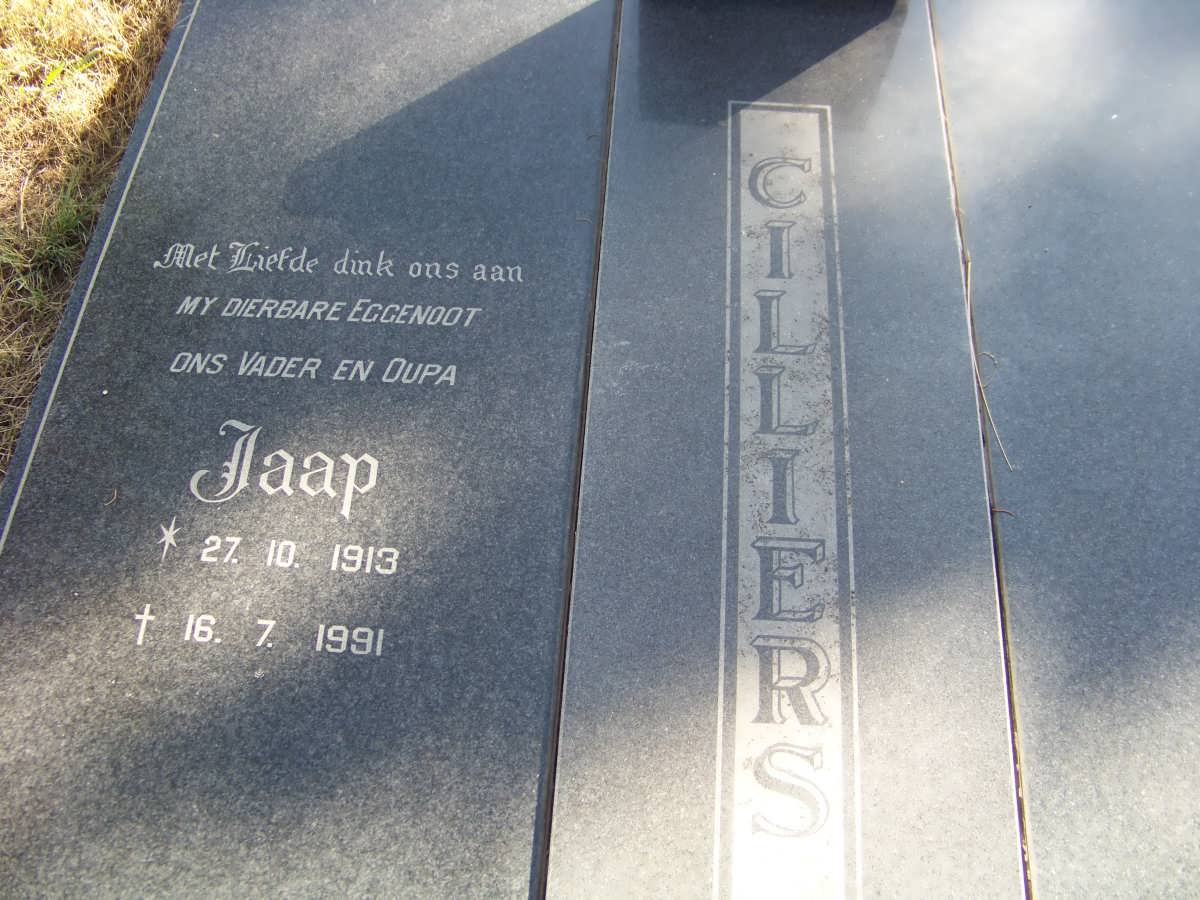 Met Liefde dink ons aan
MY DIERBARE EGGENOOT
ONS VADER EN OUPA
Jaap
27. 10. 1913
† 16. 7. 1991
CILLIERS